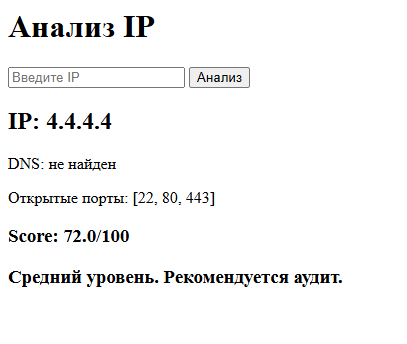 Анализ IP
Введите IP Анализ
IP: 4.4.4.4
DNS: не найден
Открытые порты: [22, 80, 443]
Score: 72.0/100
Средний уровень. Рекомендуется аудит.